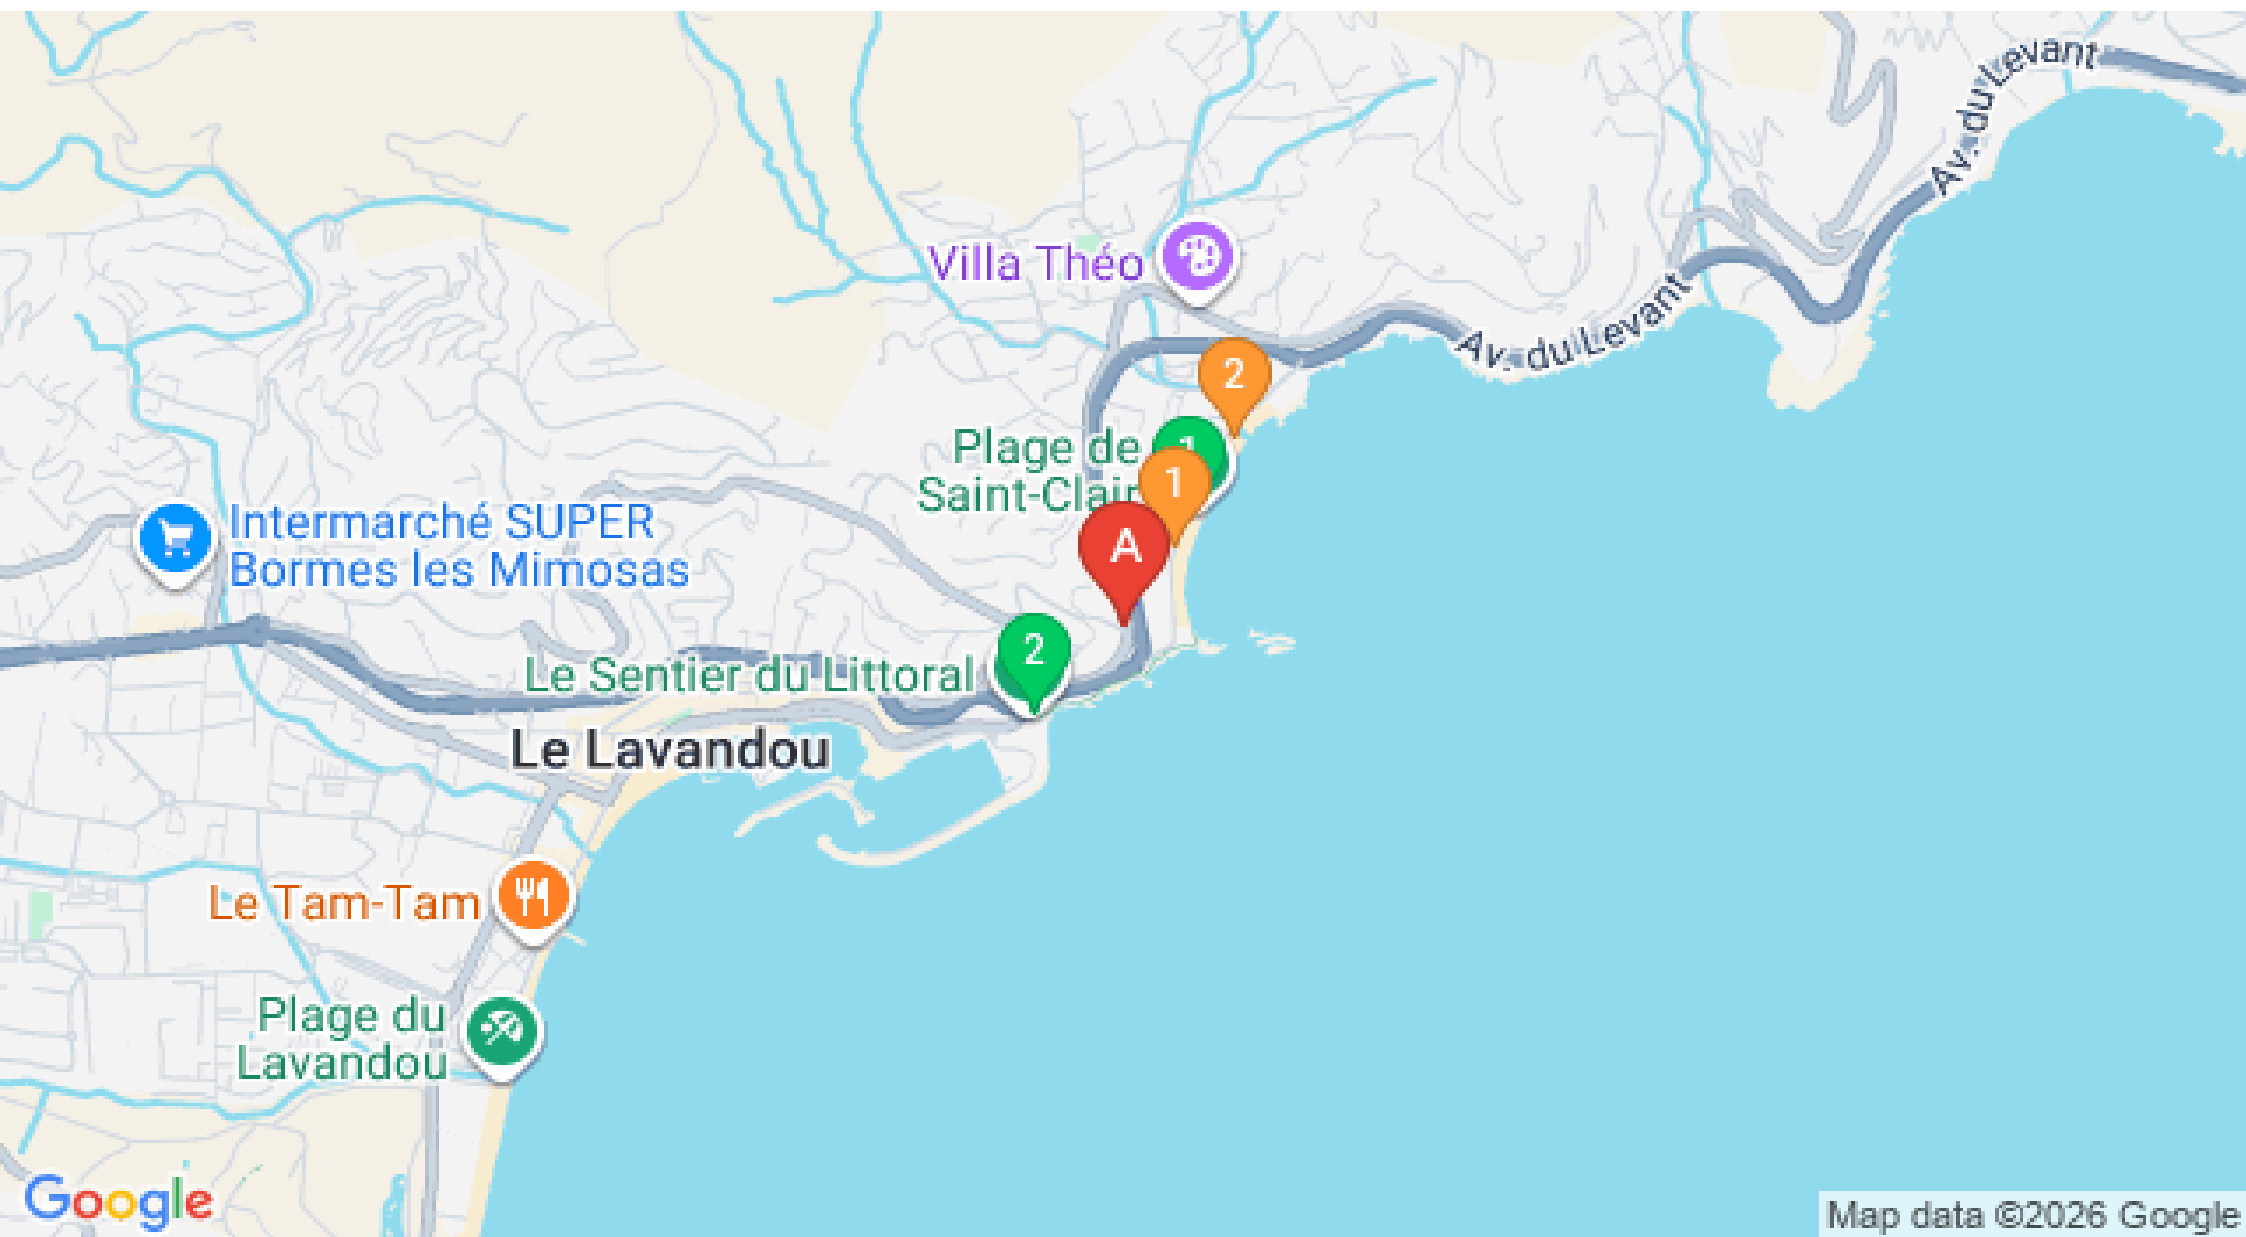 Av. du Levant
Villa Théo
Av. du Levant
2
Plage de
Saint-Clair
1
1
Intermarché SUPER
Bormes les Mimosas
A
2
Le Sentier du Littoral
Le Lavandou
Le Tam-Tam
Plage du
Lavandou
Google
Map data ©2026 Google